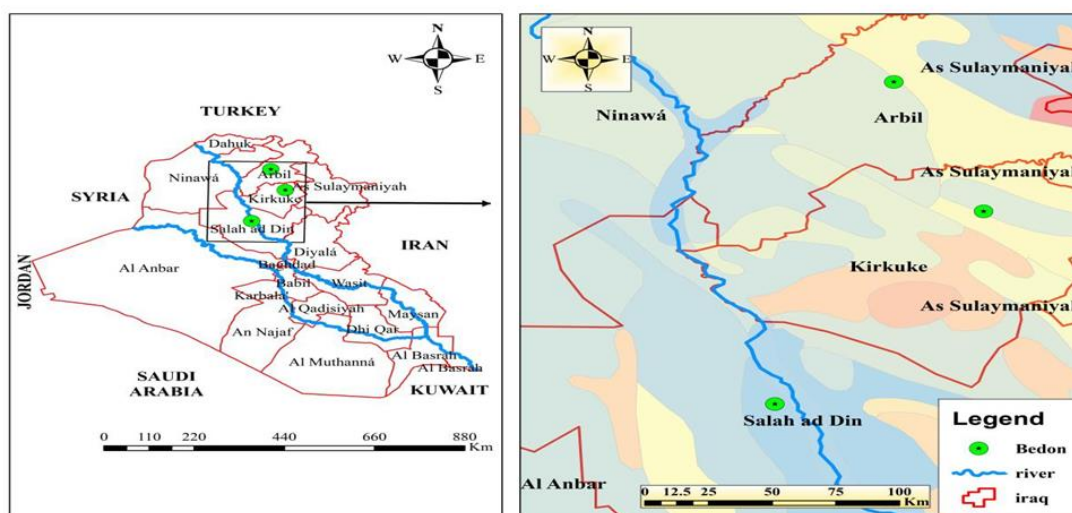 N
W E
S
TURKEY
Dahuk
Ninawá
Arbil
SYRIA
As Sulaymaniyah
Kirkuke
Salah ad Din
IRAN
Diyalá
Al Anbar
Baghdad
JORDAN
Babil
Wasit
Karbala'
Al Qadisiyah
Maysan
An Najaf
Dhi Qar
Al Muthanná
Al Basrah
Al Basrah
SAUDI
ARABIA
KUWAIT
0 110 220 440 660 880
Km
N
W E
S
As Sulaymaniyah
Ninawá
Arbil
As Sulaymaniyah
Kirkuke
As Sulaymaniyah
Salah ad Din
Al Anbar
0 12.5 25 50 75 100
Km
Legend
Bedon
river
iraq